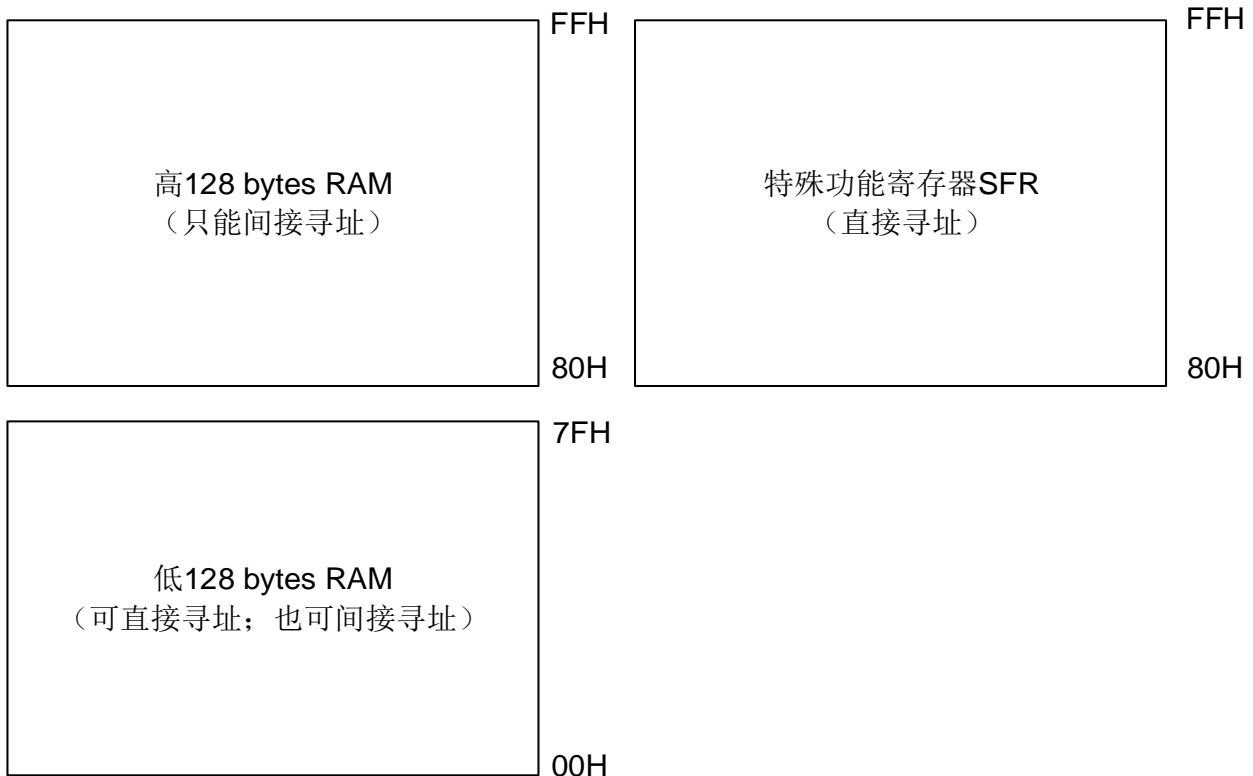 FFH
高128 bytes RAM
（只能间接寻址）
80H
FFH
特殊功能寄存器SFR
（直接寻址）
80H
7FH
低128 bytes RAM
（可直接寻址；也可间接寻址）
00H